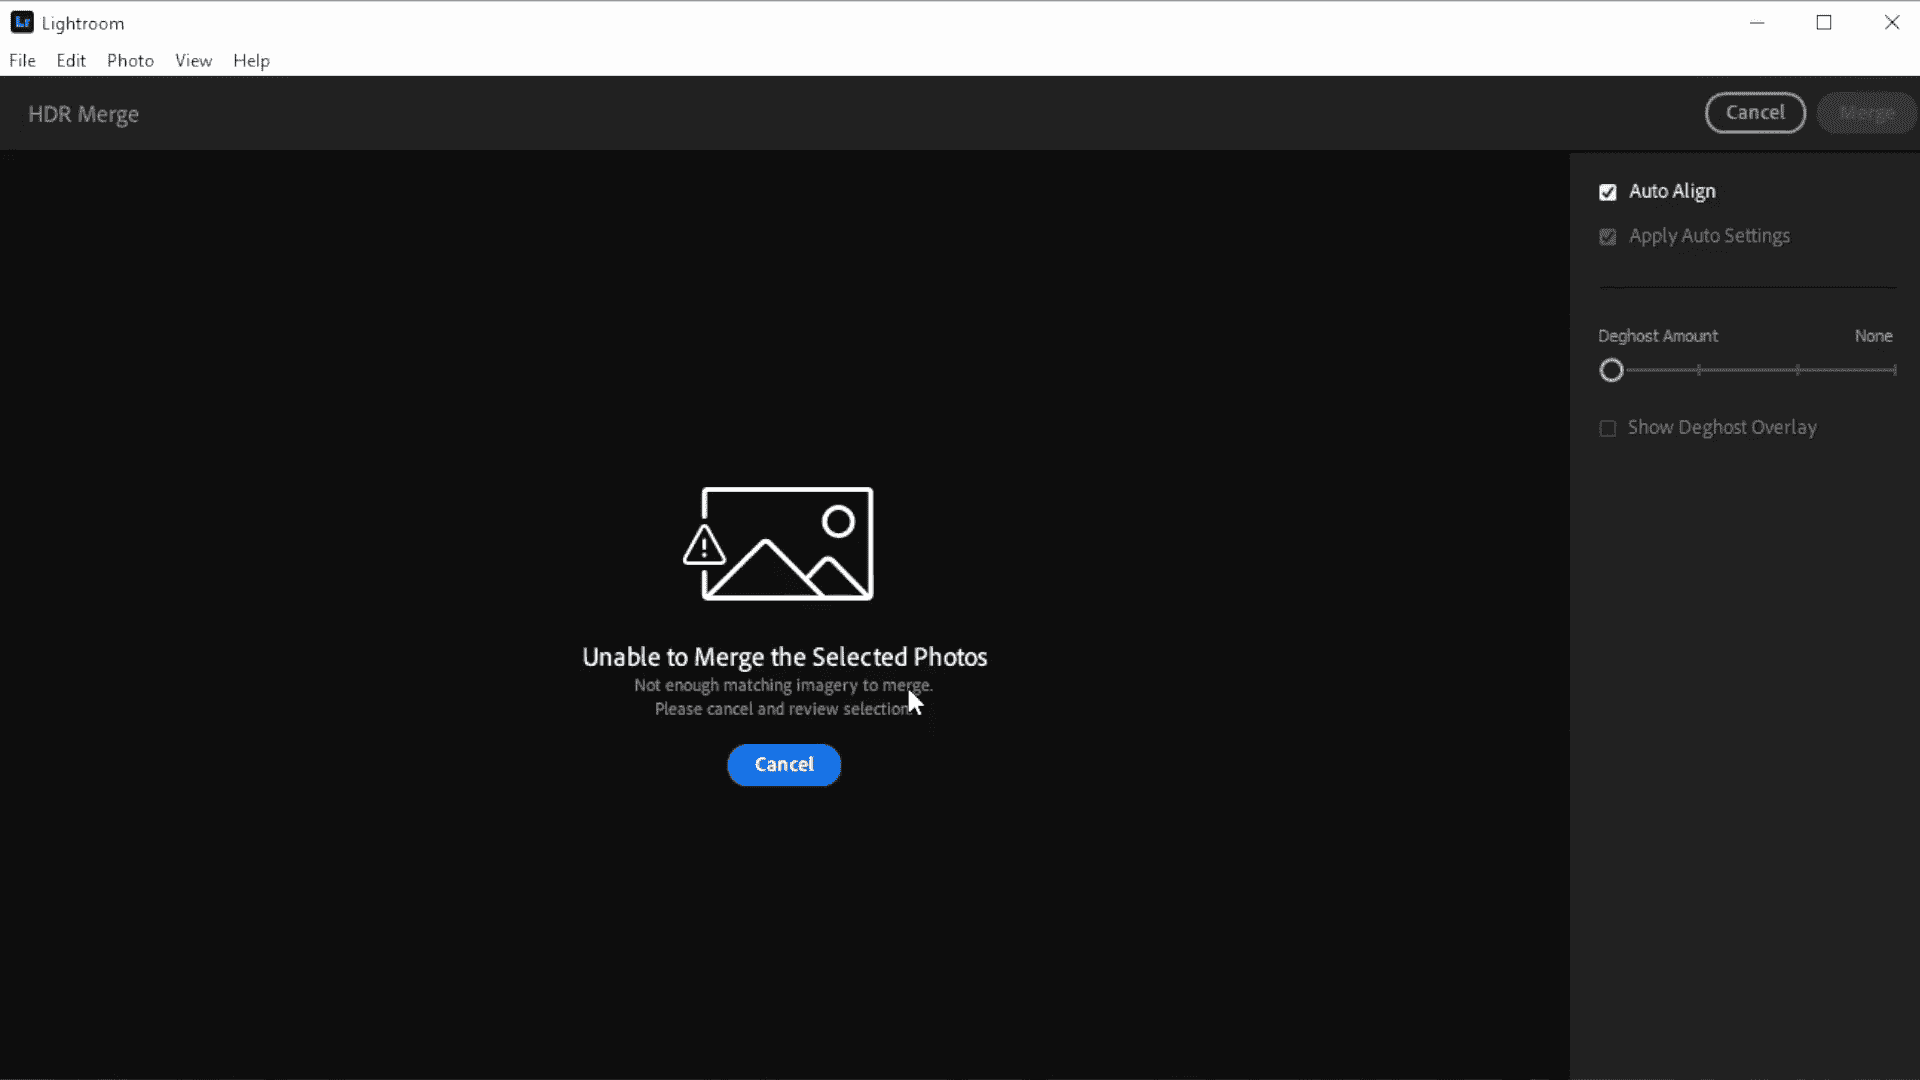 Lr Lightroom
File Edit Photo View Help
HDR Merge
Cancel Merge
Auto Align
Apply Auto Settings
Deghost Amount None
Show Deghost Overlay
Unable to Merge the Selected Photos
Not enough matching imagery to merge.
Please cancel and review selection.
Cancel